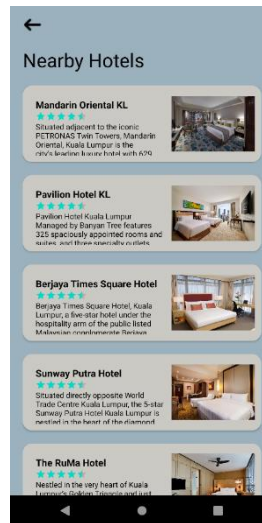 Nearby Hotels
Mandarin Oriental KL
Situated adjacent to the iconic
PETRONAS Twin Towers, Mandarin
Oriental, Kuala Lumpur is the
city's leading luxury hotel with 629
Pavilion Hotel KL
Pavilion Hotel Kuala Lumpur
Managed by Banyan Tree features
325 spaciously appointed rooms and
suites, and three specialty outlets
Berjaya Times Square Hotel
Berjaya Times Square Hotel, Kuala
Lumpur, a five-star hotel under the
hospitality arm of the public listed
Malaysian conglomerate Berjaya
Sunway Putra Hotel
Situated directly opposite World
Trade Centre Kuala Lumpur, the 5-star
Sunway Putra Hotel Kuala Lumpur is
nestled in the heart of the diamond
The RuMa Hotel
Nestled in the very heart of Kuala
Lumpur's Golden Triangle and just